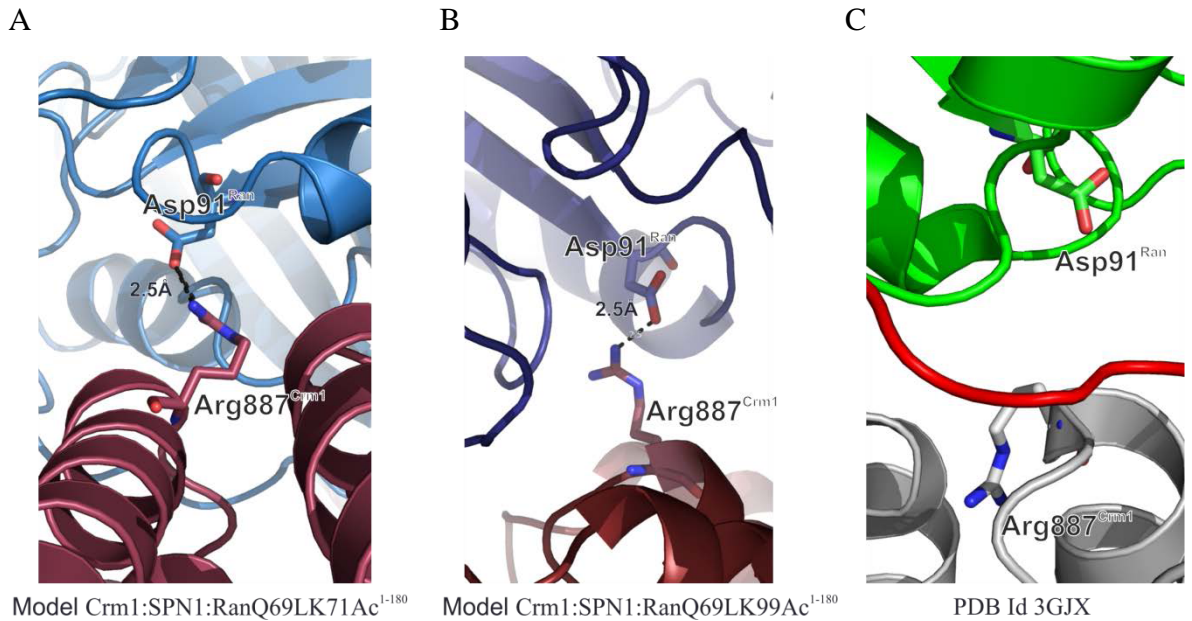 A
B
C
Asp91Ran
2.5Å
Arg887Crm1
Asp91Ran
2.5Å
Arg887Crm1
Asp91Ran
Arg887Crm1
Model Crm1:SPN1:RanQ69LK71Ac1-180
Model Crm1:SPN1:RanQ69LK99Ac1-180
PDB Id 3GJX